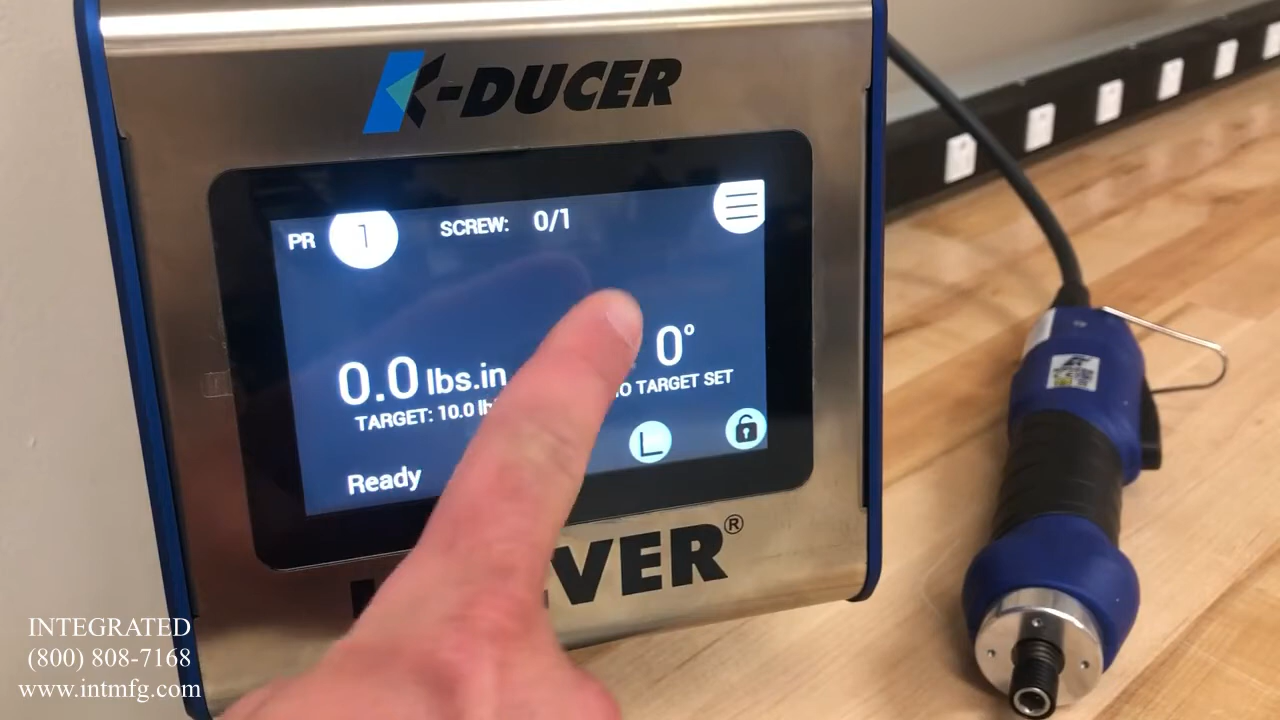 K-DUCER
PR 1 SCREW: 0/1
0.0 lbs.in 0°
TARGET: 10.0 TARGET SET
Ready
VER®
INTEGRATED
(800) 808-7168
www.intmfg.com